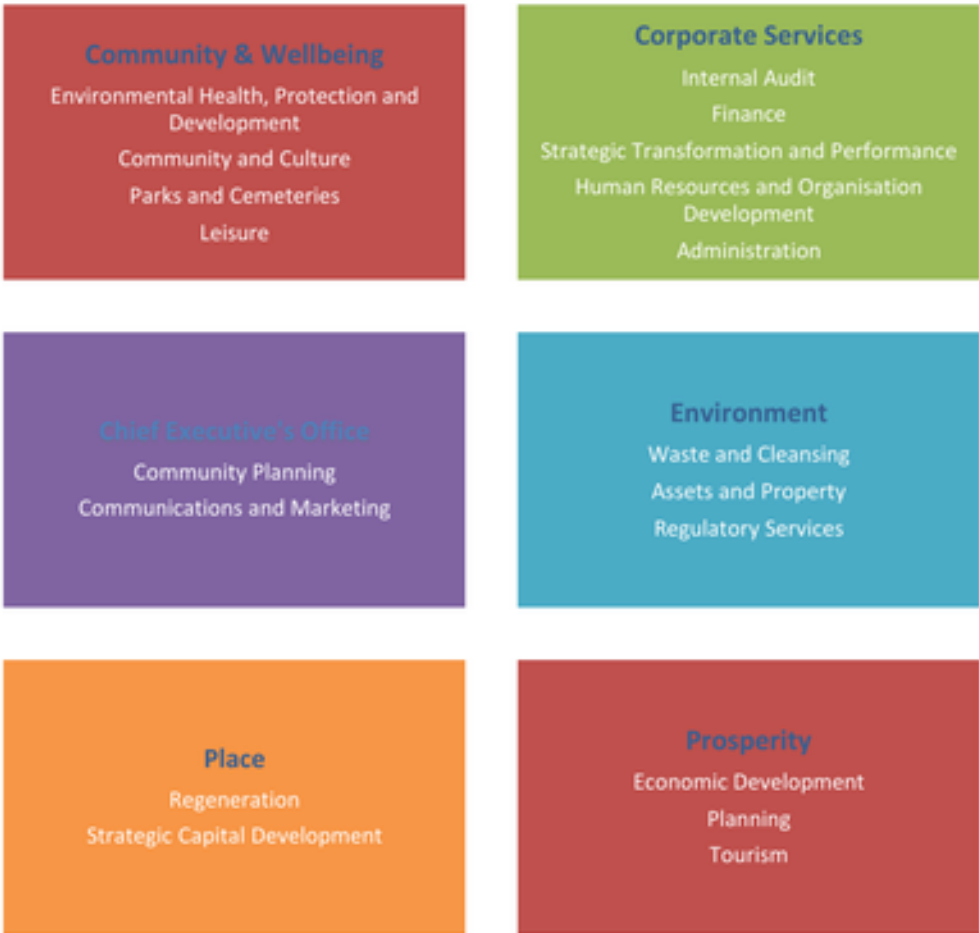 Community & Wellbeing
Environmental Health, Protection and
Development
Community and Culture
Parks and Cemeteries
Leisure
Corporate Services
Internal Audit
Finance
Strategic Transformation and Performance
Human Resources and Organisation
Development
Administration
Chief Executive's Office
Community Planning
Communications and Marketing
Environment
Waste and Cleansing
Assets and Property
Regulatory Services
Place
Regeneration
Strategic Capital Development
Prosperity
Economic Development
Planning
Tourism